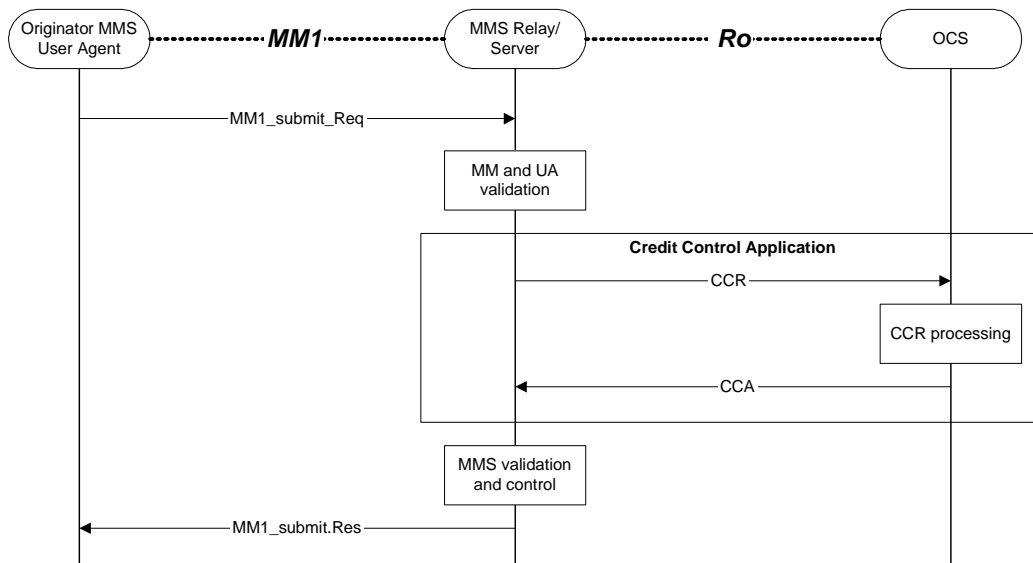 Originator MMS
User Agent
MM1
MMS Relay/
Server
Ro
OCS
MM1_submit_Req
MM and UA
validation
Credit Control Application
CCR
CCR processing
CCA
MMS validation
and control
MM1_submit.Res